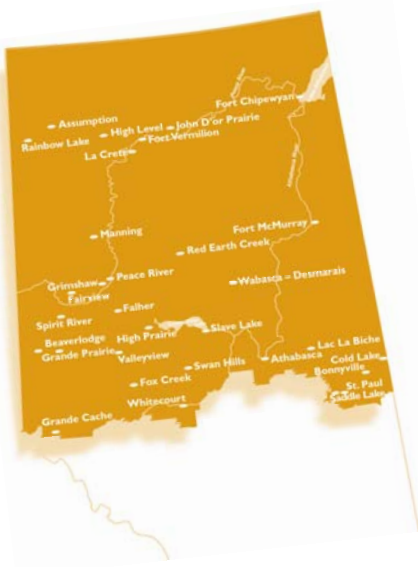 Fort Chipewyan
Assumption
High Level
John D or Prairie
Rainbow Lake
Fort Vermilion
La Crete
Manning
Fort McMurray
Red Earth Creek
Peace River
Grimshaw
Wabasca - Desmarais
Fairview
Falher
Spirit River
High Prairie
Slave Lake
Beaverlodge
Lac La Biche
Grande Prairie
Valleyview
Athabasca
Cold Lake
Swan Hills
Bonnyville
Fox Creek
St. Paul
Saddle Lake
Whitecourt
Grande Cache